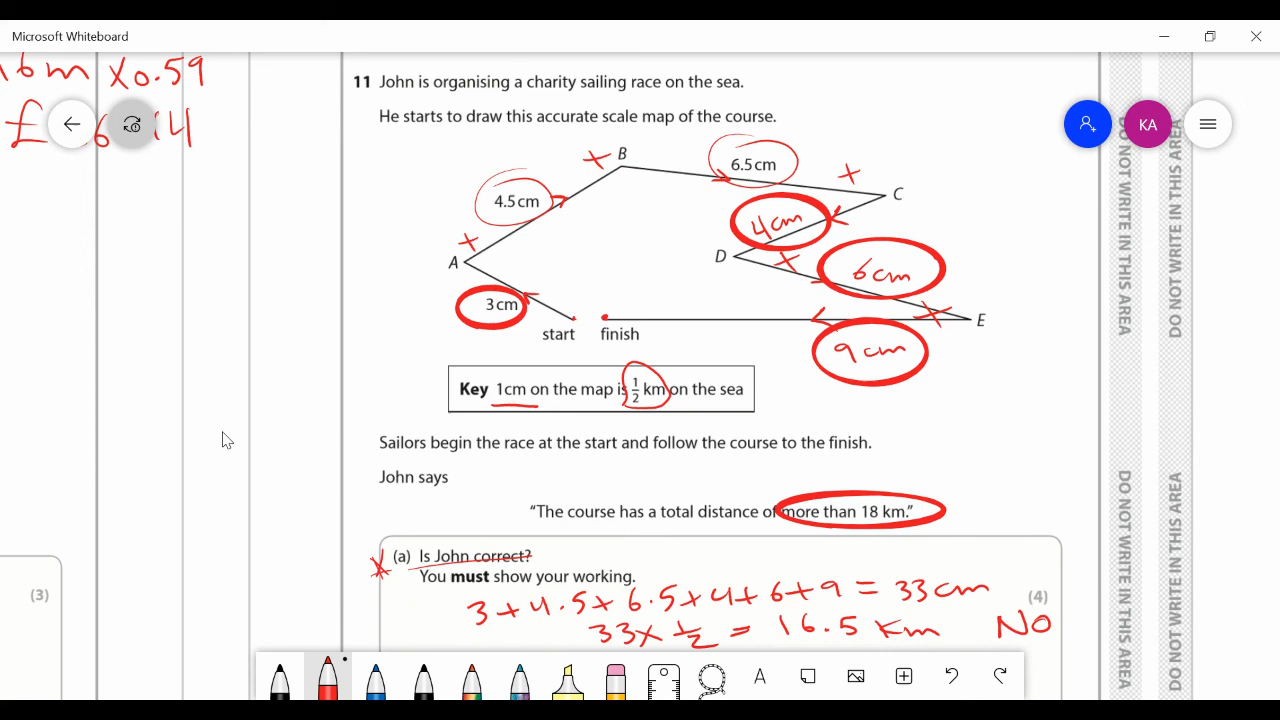 Microsoft Whiteboard
16m x0.59
£ 6 14
KA
11 John is organising a charity sailing race on the sea.
He starts to draw this accurate scale map of the course.
B
6.5 cm
C
4.5 cm
4cm
D
A
6cm
3 cm
E
start
finish
9cm
Key 1cm on the map is 1/2 km on the sea
Sailors begin the race at the start and follow the course to the finish.
John says
“The course has a total distance of more than 18 km.”
(a) Is John correct?
You must show your working.
(3)
3 + 4.5 + 6.5 + 4 + 6 + 9 = 33 cm
(4)
33 x 1/2 = 16.5 Km NO
DO NOT WRITE IN THIS AREA
DO NOT WRITE IN THIS AREA
DO NOT WRITE IN THIS AREA
DO NOT WRITE IN THIS AREA
A